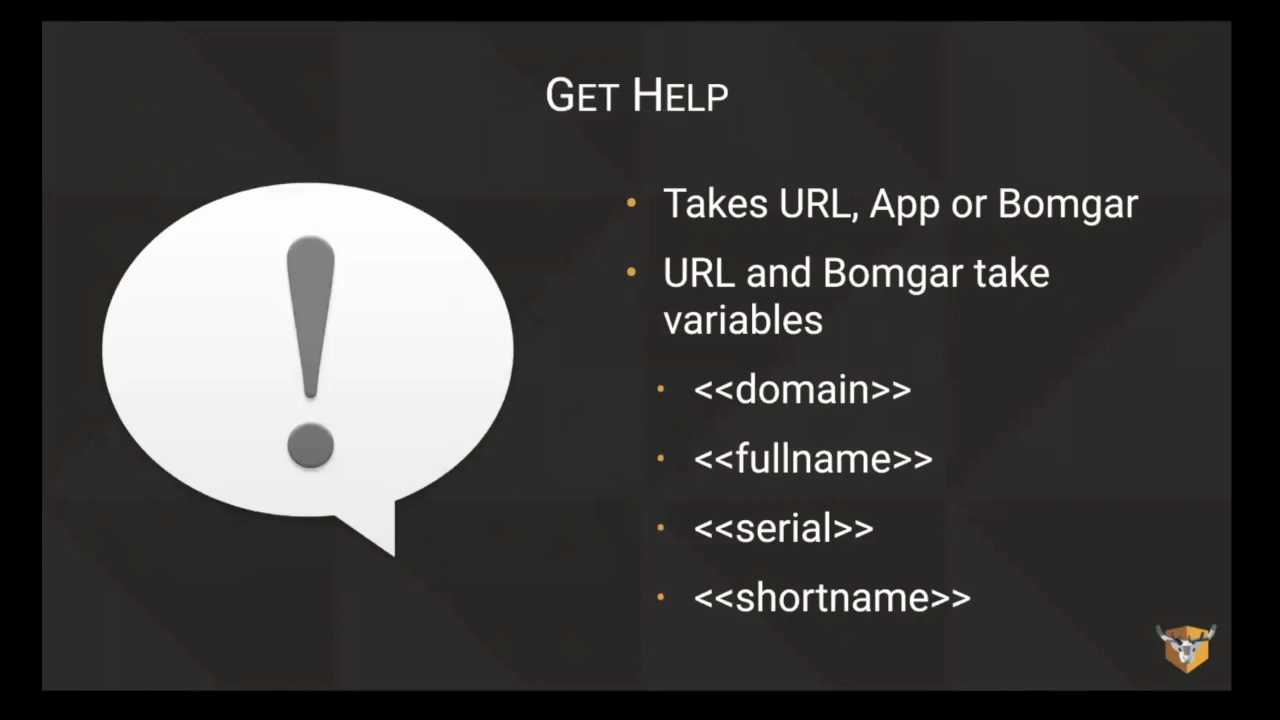 GET HELP
• Takes URL, App or Bomgar
• URL and Bomgar take
variables
• <<domain>>
• <<fullname>>
• <<serial>>
• <<shortname>>